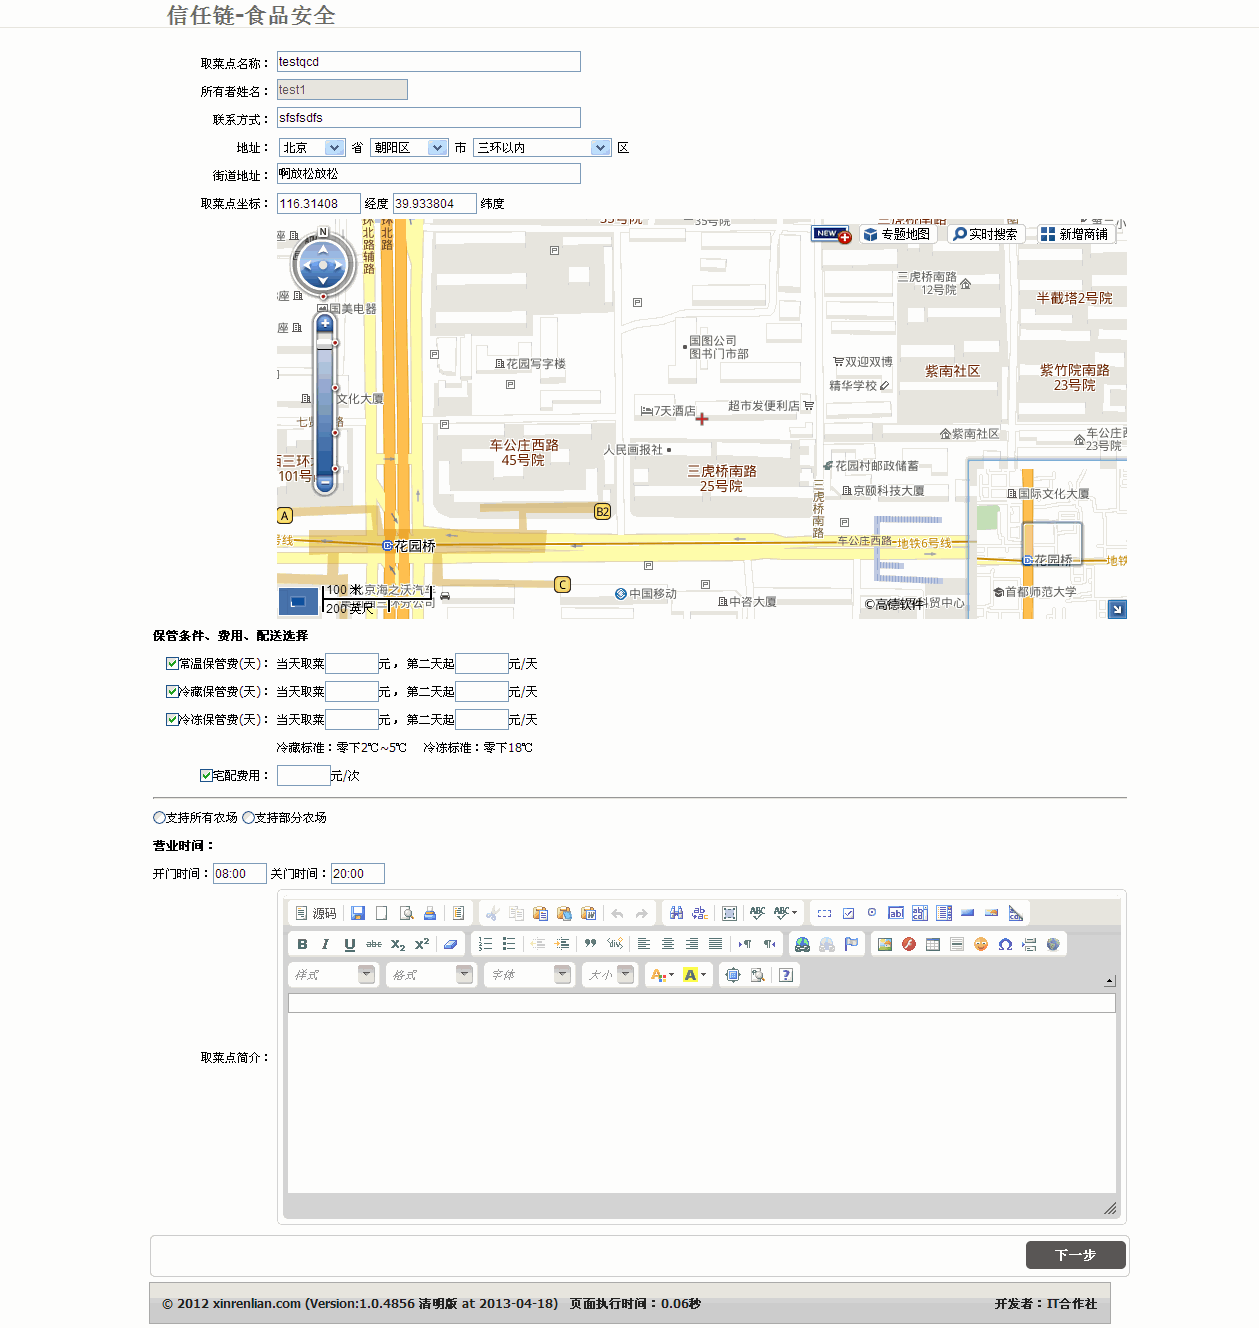 信任链-食品安全
取菜点名称： testqcd
所有者姓名： test1
联系方式： sfsfsdfs
地址： 北京 省 朝阳区 市 三环以内 区
街道地址： 啊放松放松
取菜点坐标： 116.31408 经度 39.933804 纬度
N
NEW 专题地图 实时搜索 新增商铺
35号院
环北路辅路
三虎桥南路
12号院
半截塔2号院
国美电器
国图公司
图书门市部
花园写字楼
双迎双博
精华学校
紫南社区
紫竹院南路
23号院
文化大厦
7天酒店
超市发便利店
车公庄西路
45号院
人民画报社
三虎桥南路
25号院
紫南社区
23号院
101号
花园村邮政储蓄
京颐科技大厦
三虎桥南路
国际文化大厦
A
B2
花园桥
车公庄西路
地铁6号线
花园桥
C
中国移动
中咨大厦
首都师范大学
100 米
200 英尺
©高德软件
保管条件、费用、配送选择
常温保管费(天)： 当天取菜 元， 第二天起 元/天
冷藏保管费(天)： 当天取菜 元， 第二天起 元/天
冷冻保管费(天)： 当天取菜 元， 第二天起 元/天
冷藏标准：零下2℃~5℃ 冷冻标准：零下18℃
宅配费用： 元/次
支持所有农场 支持部分农场
营业时间：
开门时间： 08:00 关门时间： 20:00
源码
样式 格式 字体 大小
取菜点简介：
下一步
© 2012 xinrenlian.com (Version:1.0.4856 清明版 at 2013-04-18) 页面执行时间：0.06秒 开发者：IT合作社